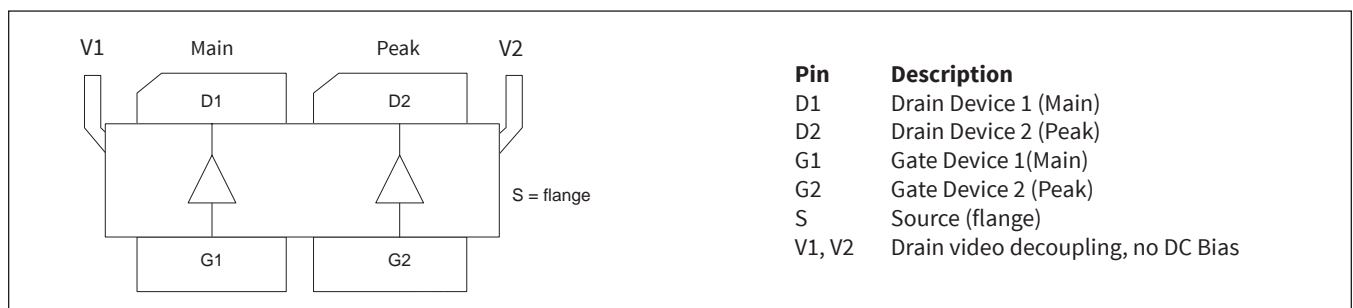 V1 Main Peak V2
D1 D2
S = flange
G1 G2
Pin Description
D1 Drain Device 1 (Main)
D2 Drain Device 2 (Peak)
G1 Gate Device 1(Main)
G2 Gate Device 2 (Peak)
S Source (flange)
V1, V2 Drain video decoupling, no DC Bias